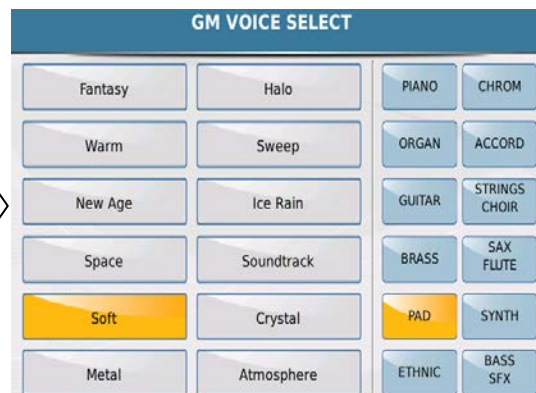 GM VOICE SELECT
Fantasy Halo PIANO CHROM
Warm Sweep ORGAN ACCORD
New Age Ice Rain GUITAR STRINGS
CHOIR
Space Soundtrack BRASS SAX
FLUTE
Soft Crystal PAD SYNTH
Metal Atmosphere ETHNIC BASS
SFX